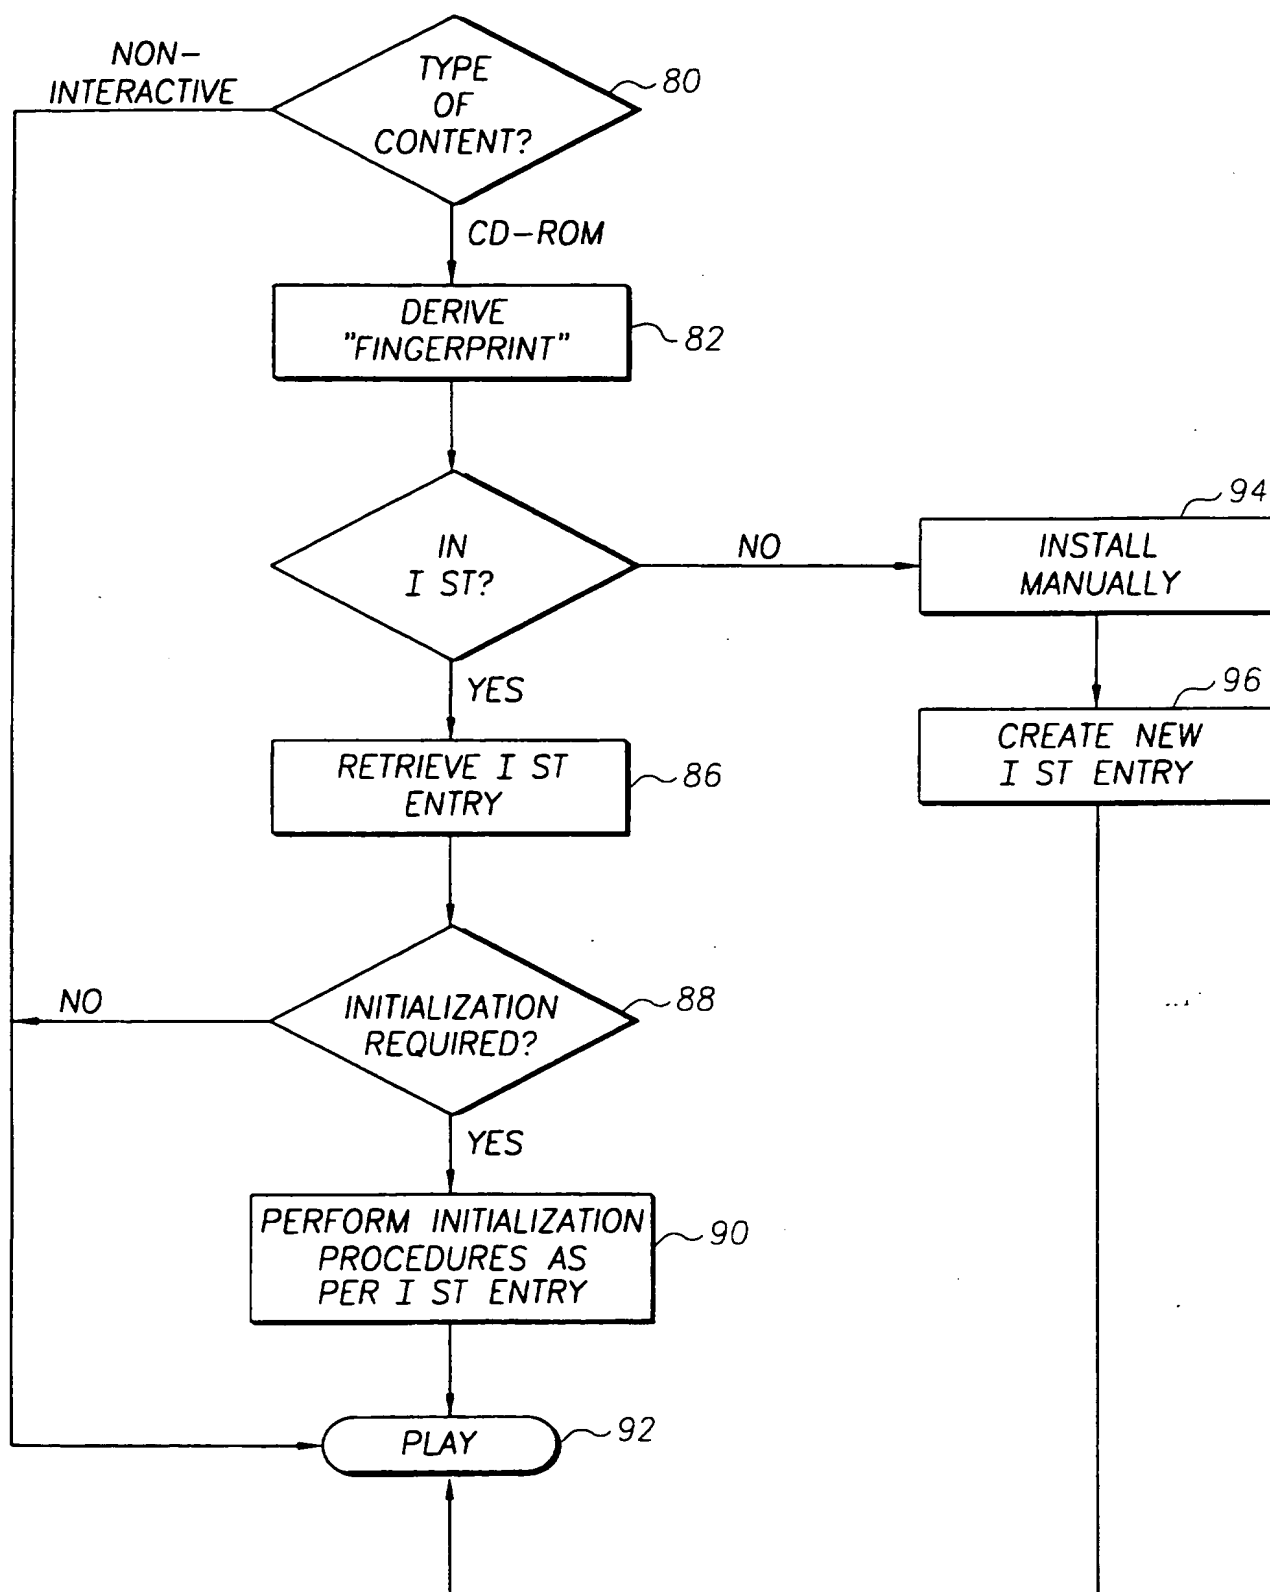 NON-
INTERACTIVE
TYPE
OF
CONTENT?
80
CD-ROM
DERIVE
"FINGERPRINT"
82
IN
I ST?
NO
94
INSTALL
MANUALLY
YES
96
CREATE NEW
I ST ENTRY
RETRIEVE I ST
ENTRY
86
NO
INITIALIZATION
REQUIRED?
88
YES
PERFORM INITIALIZATION
PROCEDURES AS
PER I ST ENTRY
90
PLAY
92